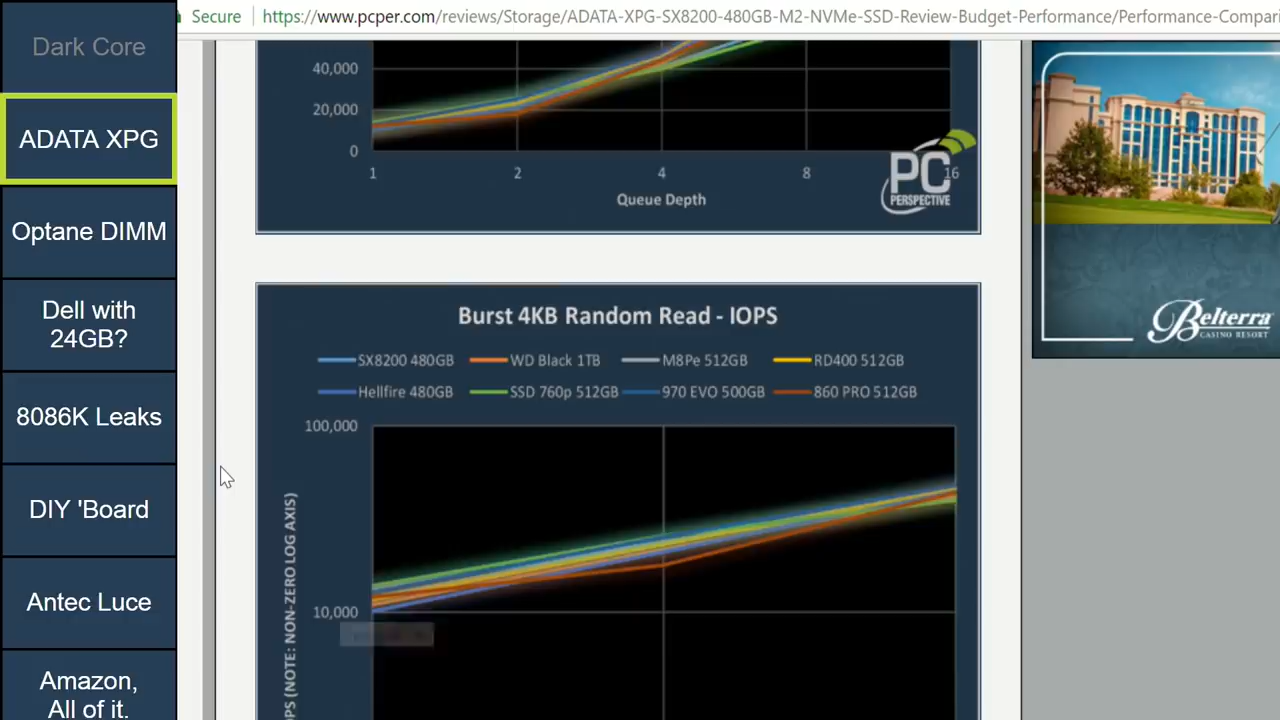 Dark Core
ADATA XPG
Optane DIMM
Dell with
24GB?
8086K Leaks
DIY 'Board
Antec Luce
Amazon,
All of it.
Secure
https://www.pcper.com/reviews/Storage/ADATA-XPG-SX8200-480GB-M2-NVMe-SSD-Review-Budget-Performance/Performance-Compari
40,000
20,000
0
1 2 4 8 16
Queue Depth
PC
PERSPECTIVE
Burst 4KB Random Read - IOPS
SX8200 480GB WD Black 1TB M8Pe 512GB RD400 512GB
Hellfire 480GB SSD 760p 512GB 970 EVO 500GB 860 PRO 512GB
100,000
10,000
OPS (NOTE: NON-ZERO LOG AXIS)
Belterra
CASINO RESORT